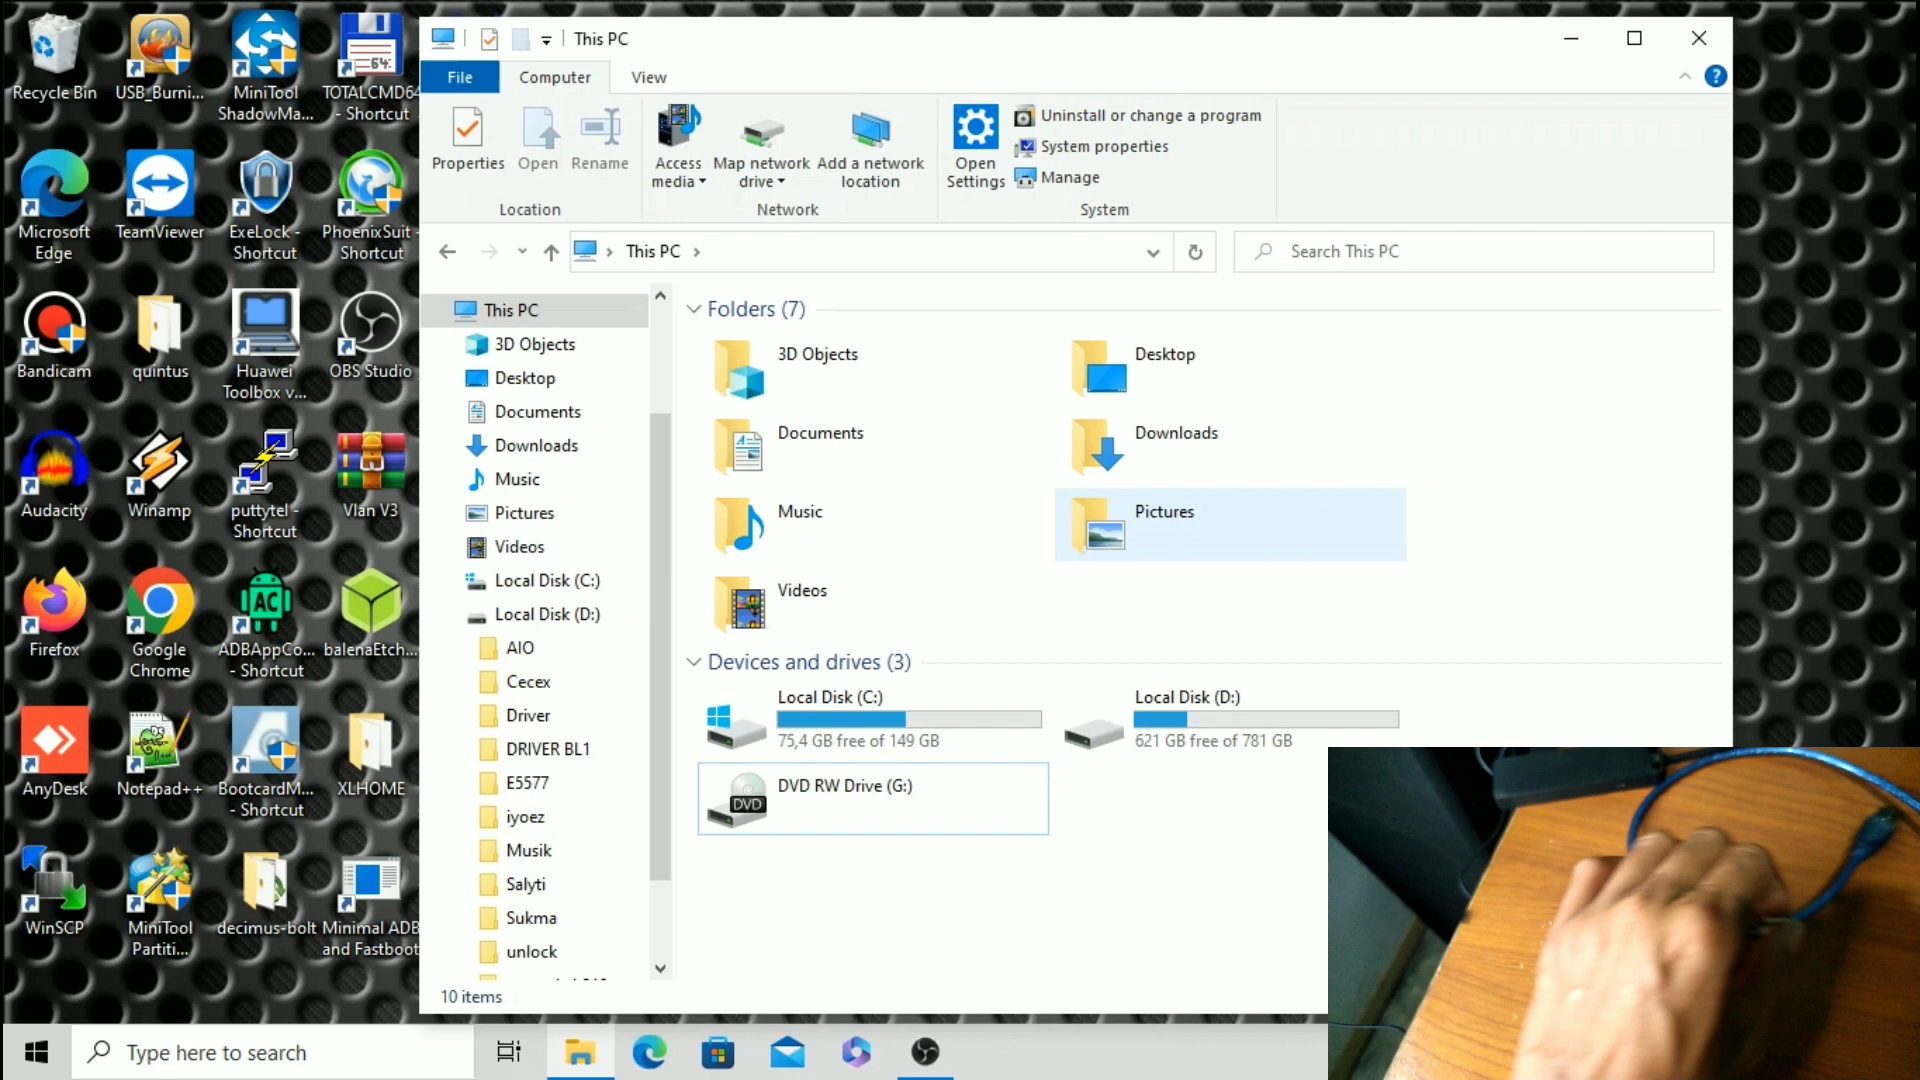 Recycle Bin
USB_Burni...
MiniTool
ShadowMa...
TOTALCMD64
- Shortcut
64
Microsoft
Edge
TeamViewer
ExeLock -
Shortcut
PhoenixSuit -
Shortcut
Bandicam
quintus
Huawei
Toolbox v...
OBS Studio
Audacity
Winamp
puttytel -
Shortcut
Vlan V3
Firefox
Google
Chrome
AC
ADBAppCo...
- Shortcut
balenaEtch...
AnyDesk
Notepad++
BootcardM...
- Shortcut
XLHOME
WinSCP
MiniTool
Partiti...
decimus-bolt
Minimal ADB
and Fastboot
This PC
File
Computer
View
?
Properties
Open
Rename
Location
Access
media
Map network
drive
Add a network
location
Network
Open
Settings
Uninstall or change a program
System properties
Manage
System
This PC
Search This PC
This PC
3D Objects
Desktop
Documents
Downloads
Music
Pictures
Videos
Local Disk (C:)
Local Disk (D:)
AIO
Cecex
Driver
DRIVER BL1
E5577
iyoez
Musik
Salyti
Sukma
unlock
Folders (7)
3D Objects
Desktop
Documents
Downloads
Music
Pictures
Videos
Devices and drives (3)
Local Disk (C:)
75,4 GB free of 149 GB
Local Disk (D:)
621 GB free of 781 GB
DVD
DVD RW Drive (G:)
10 items
Type here to search